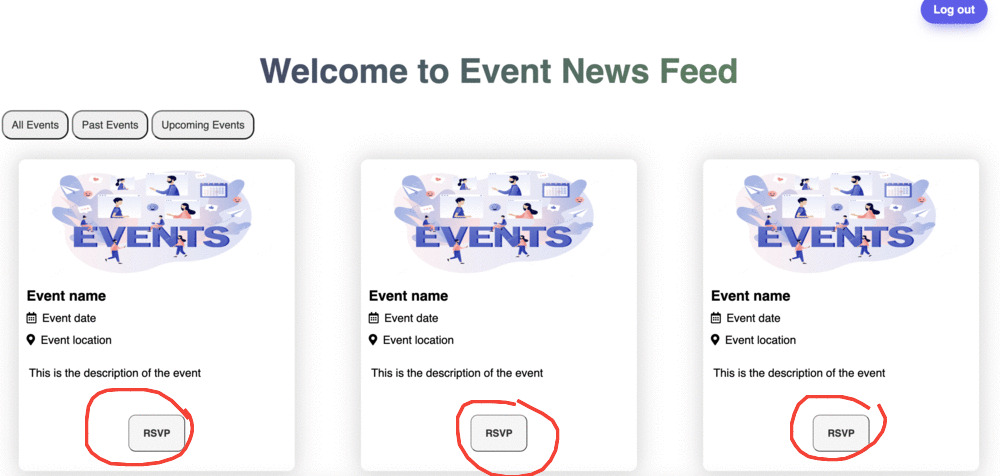 Log out
Welcome to Event News Feed
All Events Past Events Upcoming Events
EVENTS
Event name
Event date
Event location
This is the description of the event
RSVP
EVENTS
Event name
Event date
Event location
This is the description of the event
RSVP
EVENTS
Event name
Event date
Event location
This is the description of the event
RSVP